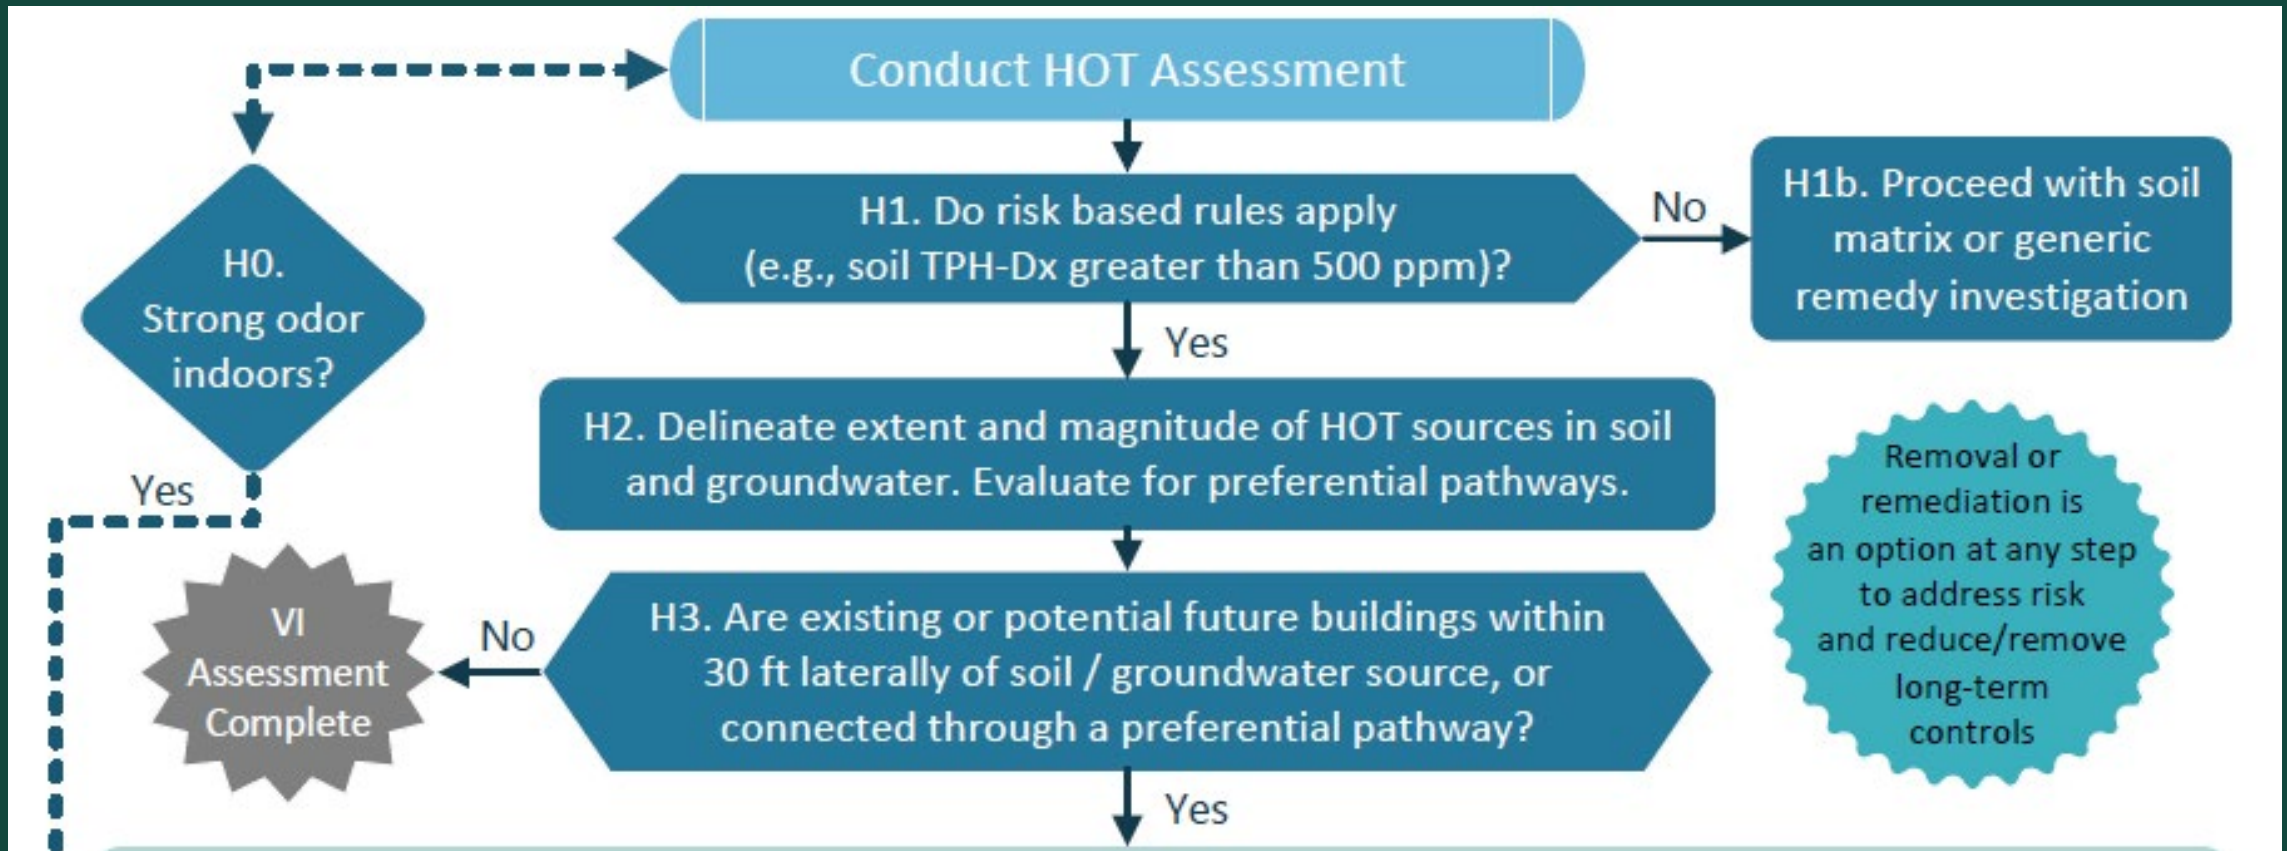 Conduct HOT Assessment
H0.
Strong odor
indoors?
H1. Do risk based rules apply
(e.g., soil TPH-Dx greater than 500 ppm)?
No
H1b. Proceed with soil
matrix or generic
remedy investigation
Yes
H2. Delineate extent and magnitude of HOT sources in soil
and groundwater. Evaluate for preferential pathways.
Yes
VI
Assessment
Complete
No
H3. Are existing or potential future buildings within
30 ft laterally of soil / groundwater source, or
connected through a preferential pathway?
Removal or
remediation is
an option at any step
to address risk
and reduce/remove
long-term
controls
Yes